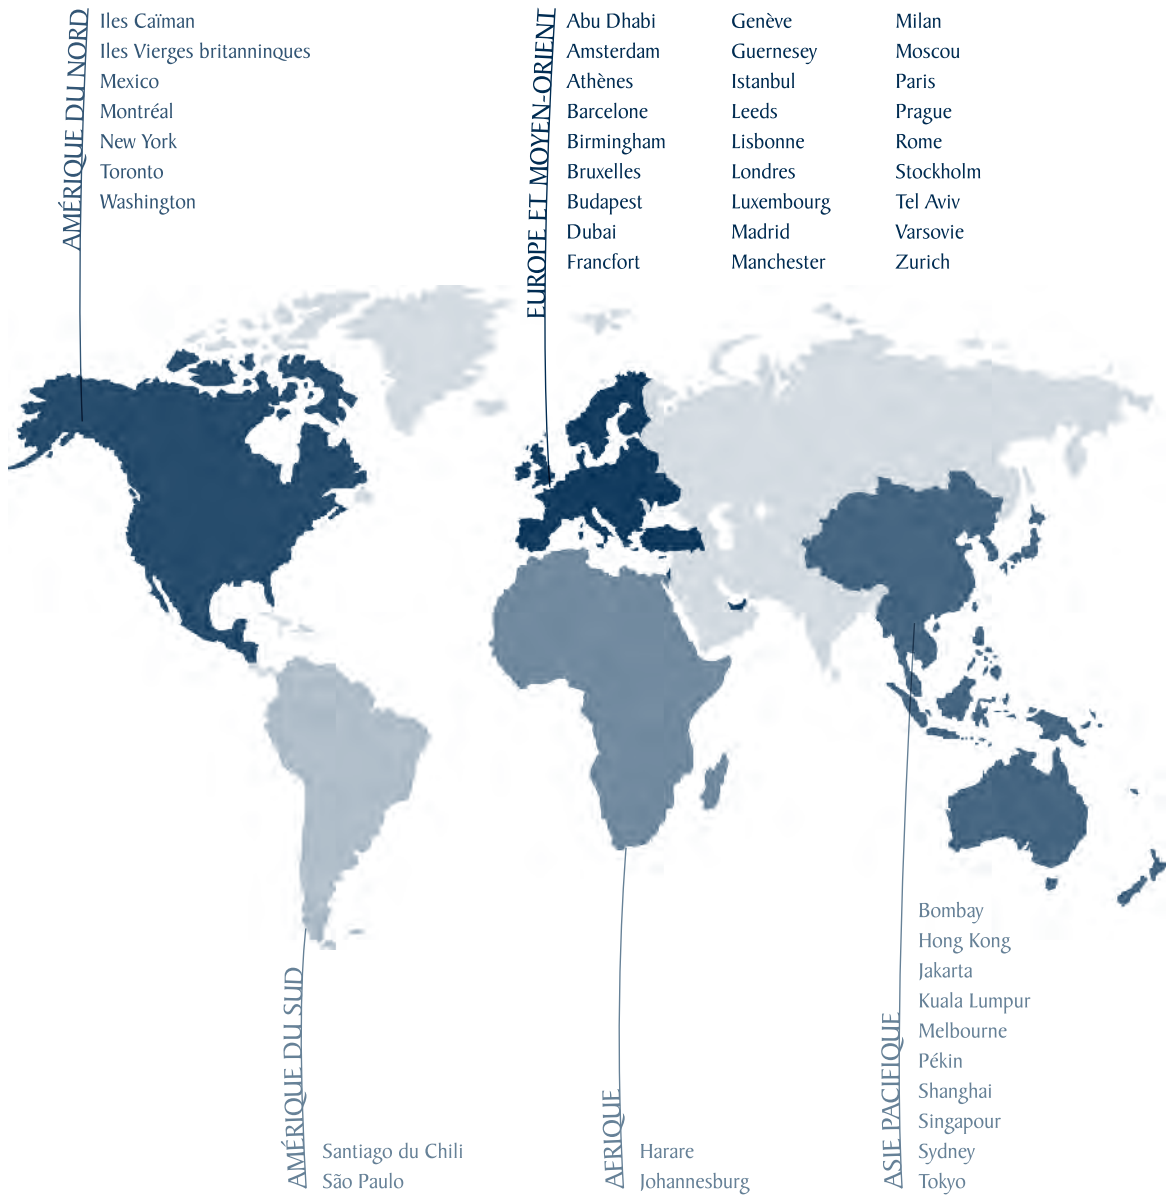 AMÉRIQUE DU NORD
Iles Caïman
Iles Vierges britanninques
Mexico
Montréal
New York
Toronto
Washington
EUROPE ET MOYEN-ORIENT
Abu Dhabi
Amsterdam
Athènes
Barcelone
Birmingham
Bruxelles
Budapest
Dubai
Francfort
Genève
Guernesey
Istanbul
Leeds
Lisbonne
Londres
Luxembourg
Madrid
Manchester
Milan
Moscou
Paris
Prague
Rome
Stockholm
Tel Aviv
Varsovie
Zurich
AMÉRIQUE DU SUD
Santiago du Chili
São Paulo
AFRIQUE
Harare
Johannesburg
ASIE PACIFIQUE
Bombay
Hong Kong
Jakarta
Kuala Lumpur
Melbourne
Pékin
Shanghai
Singapour
Sydney
Tokyo